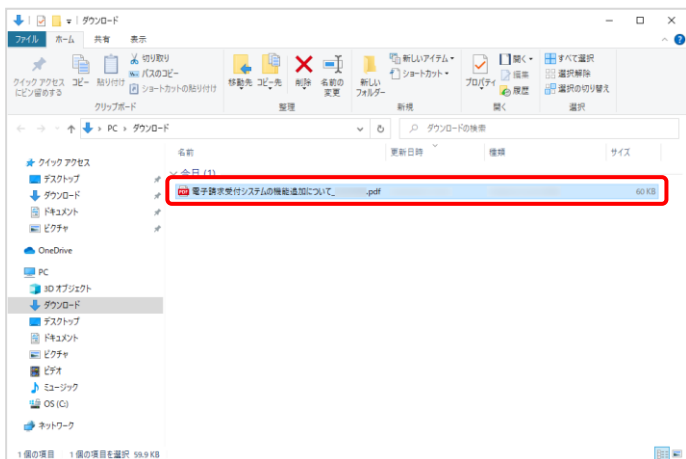 ダウンロード
ファイル ホーム 共有 表示
クイック アクセスにピン留めする
コピー
貼り付け
切り取り
パスのコピー
ショートカットの貼り付け
クリップボード
移動先
コピー先
削除
名前の変更
整理
新しいフォルダー
新しいアイテム
ショートカット
新規
プロパティ
開く
編集
履歴
開く
すべて選択
選択解除
選択の切り替え
選択
PC › ダウンロード
ダウンロードの検索
名前 更新日時 種類 サイズ
今日 (1)
電子請求受付システムの機能追加について_ .pdf 60 KB
クイック アクセス
デスクトップ
ダウンロード
ドキュメント
ピクチャ
OneDrive
PC
3D オブジェクト
ダウンロード
デスクトップ
ドキュメント
ピクチャ
ビデオ
ミュージック
OS (C:)
ネットワーク
1 個の項目 1 個の項目を選択 59.9 KB